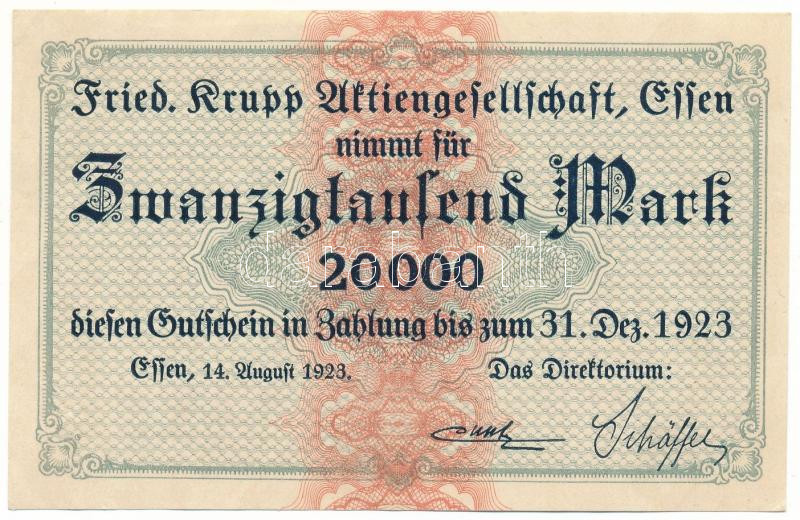 Fried. Krupp Aktiengesellschaft, Essen
nimmt für
Zwanzigtausend Mark
20000
diesen Gutschein in Zahlung bis zum 31. Dez. 1923
Essen, 14. August 1923.
Das Direktorium:
Schäffer